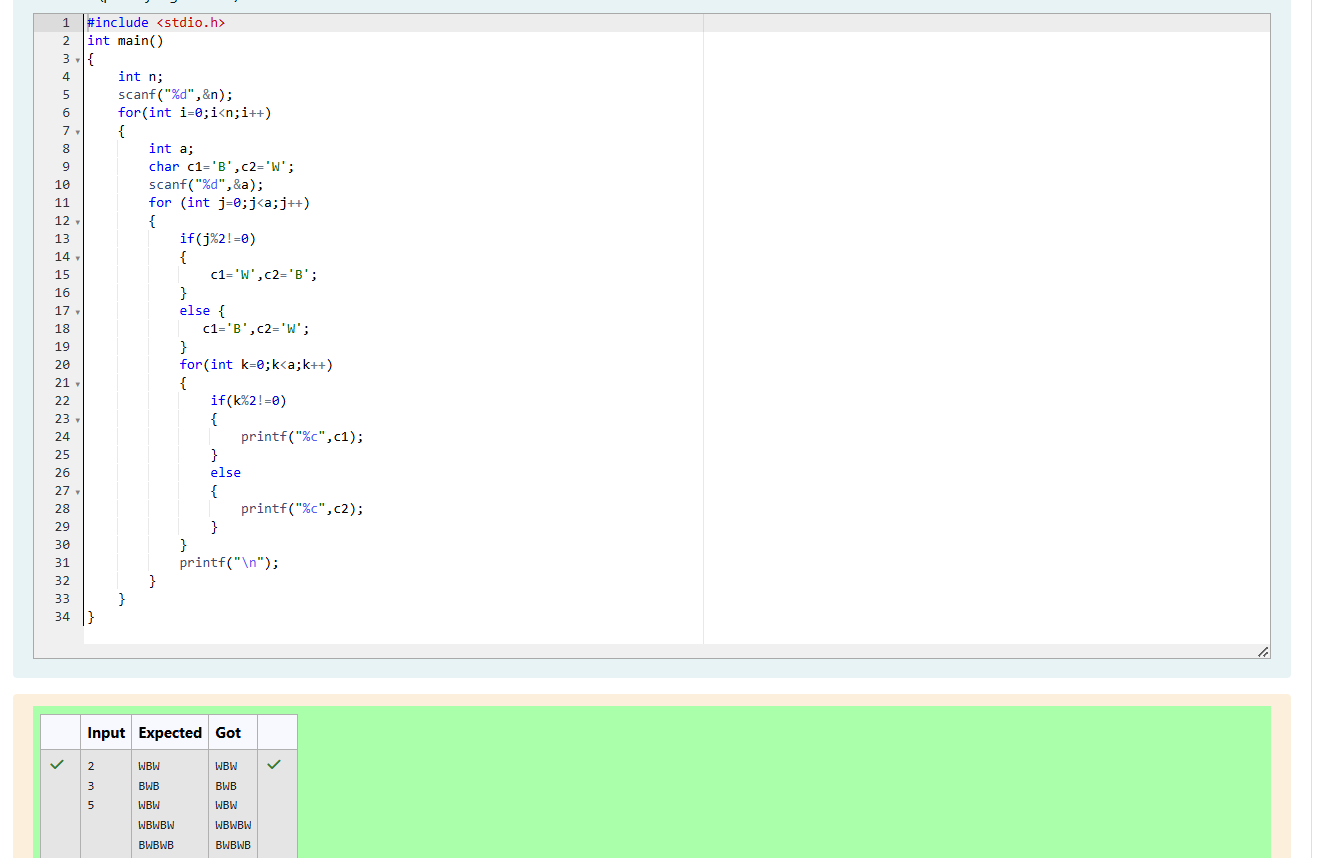 1 #include <stdio.h>
2 int main()
3 {
4 int n;
5 scanf("%d",&n);
6 for(int i=0;i<n;i++)
7 {
8 int a;
9 char c1='B',c2='W';
10 scanf("%d",&a);
11 for (int j=0;j<a;j++)
12 {
13 if(j%2!=0)
14 {
15 c1='W',c2='B';
16 }
17 else {
18 c1='B',c2='W';
19 }
20 for(int k=0;k<a;k++)
21 {
22 if(k%2!=0)
23 {
24 printf("%c",c1);
25 }
26 else
27 {
28 printf("%c",c2);
29 }
30 }
31 printf("\n");
32 }
33 }
34 }
Input Expected Got
2 WBW WBW
3 BWB BWB
5 WBW WBW
WBWBW WBWBW
BWBWB BWBWB